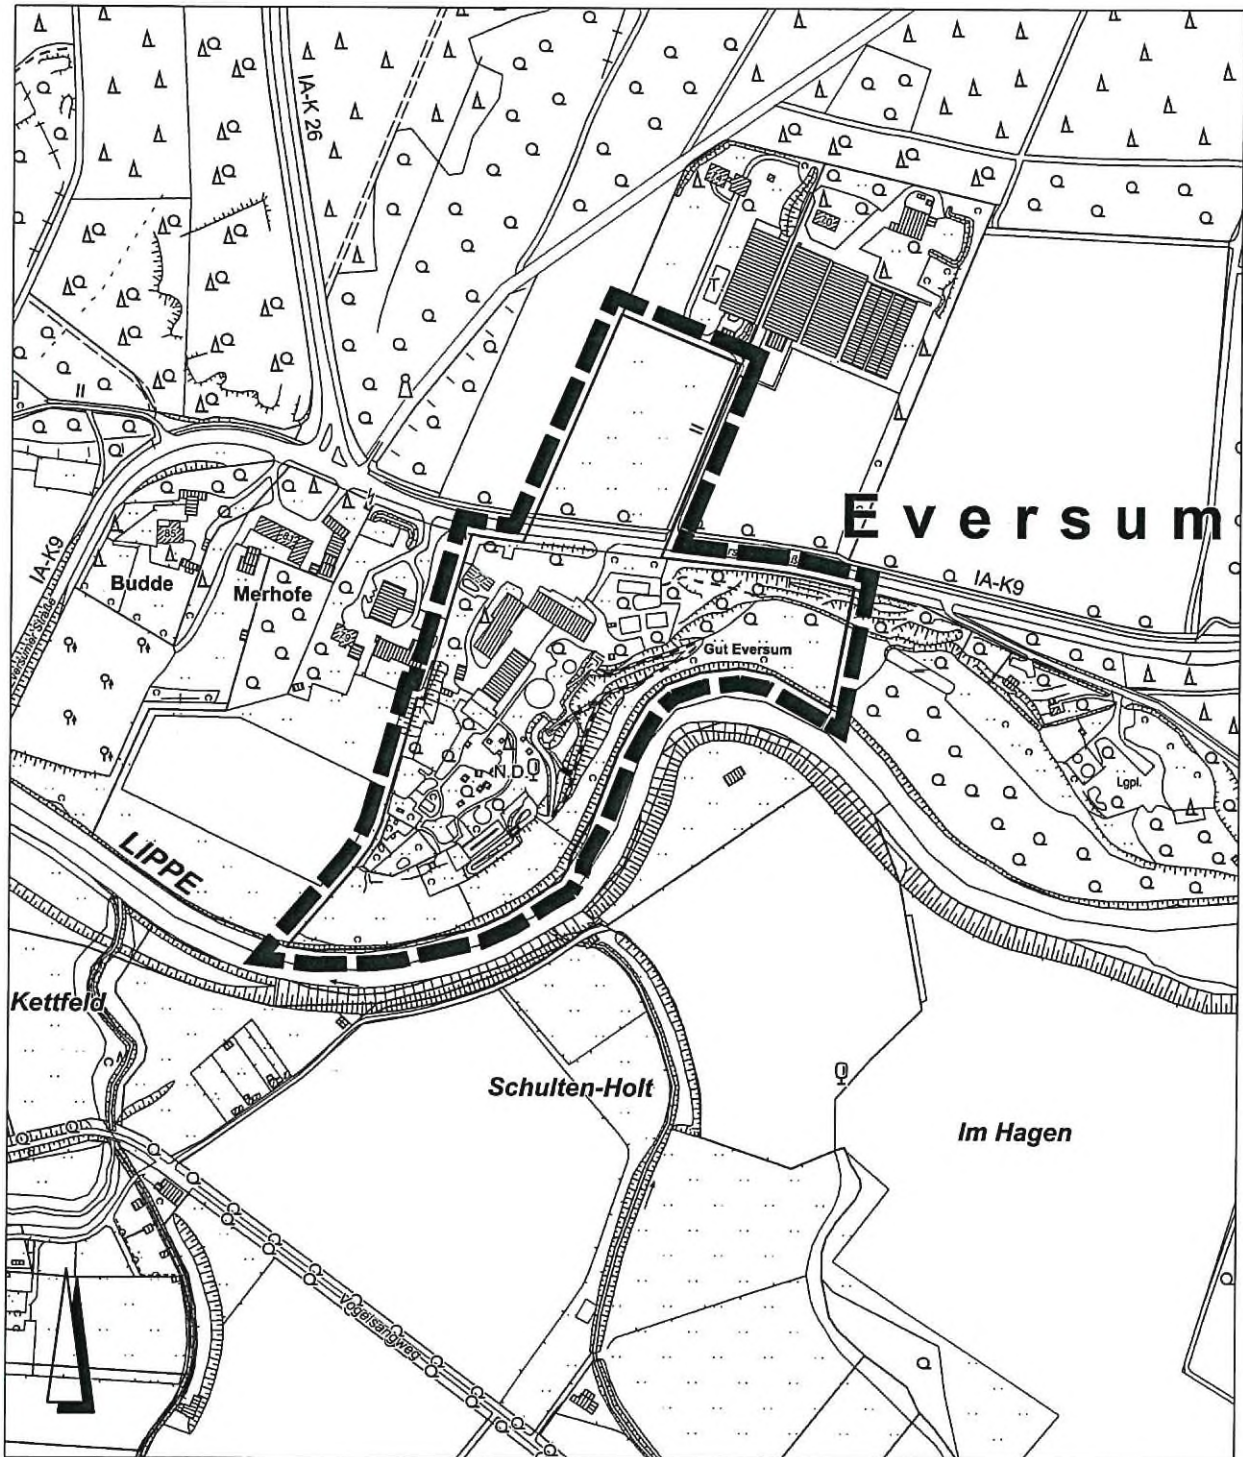 IA-K 26
Eversum
IA-K9
IA-K9
Budde
Merhofe
Gut Eversum
N.D.
Lgpl.
LIPPE
Kettfeld
Schulten-Holt
Im Hagen
Vogelsangweg